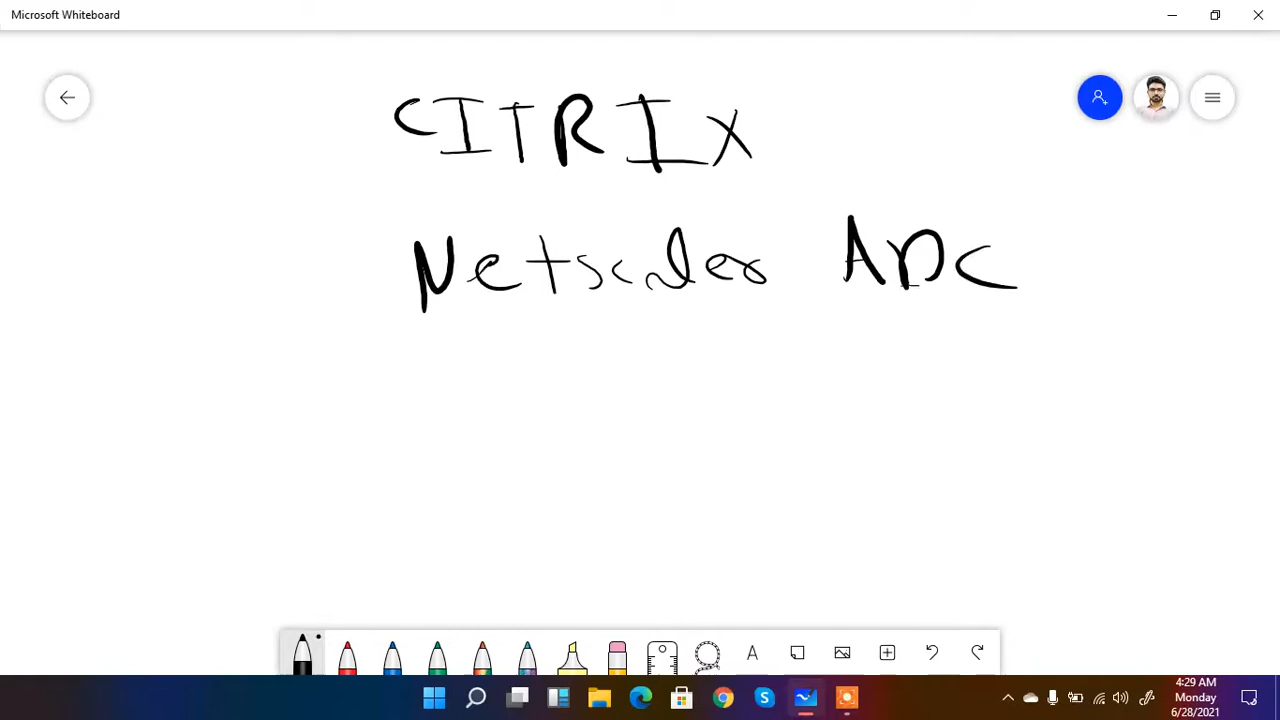 Microsoft Whiteboard
CITRIX
Netscaler ADC
A
4:29 AM
Monday
6/28/2021